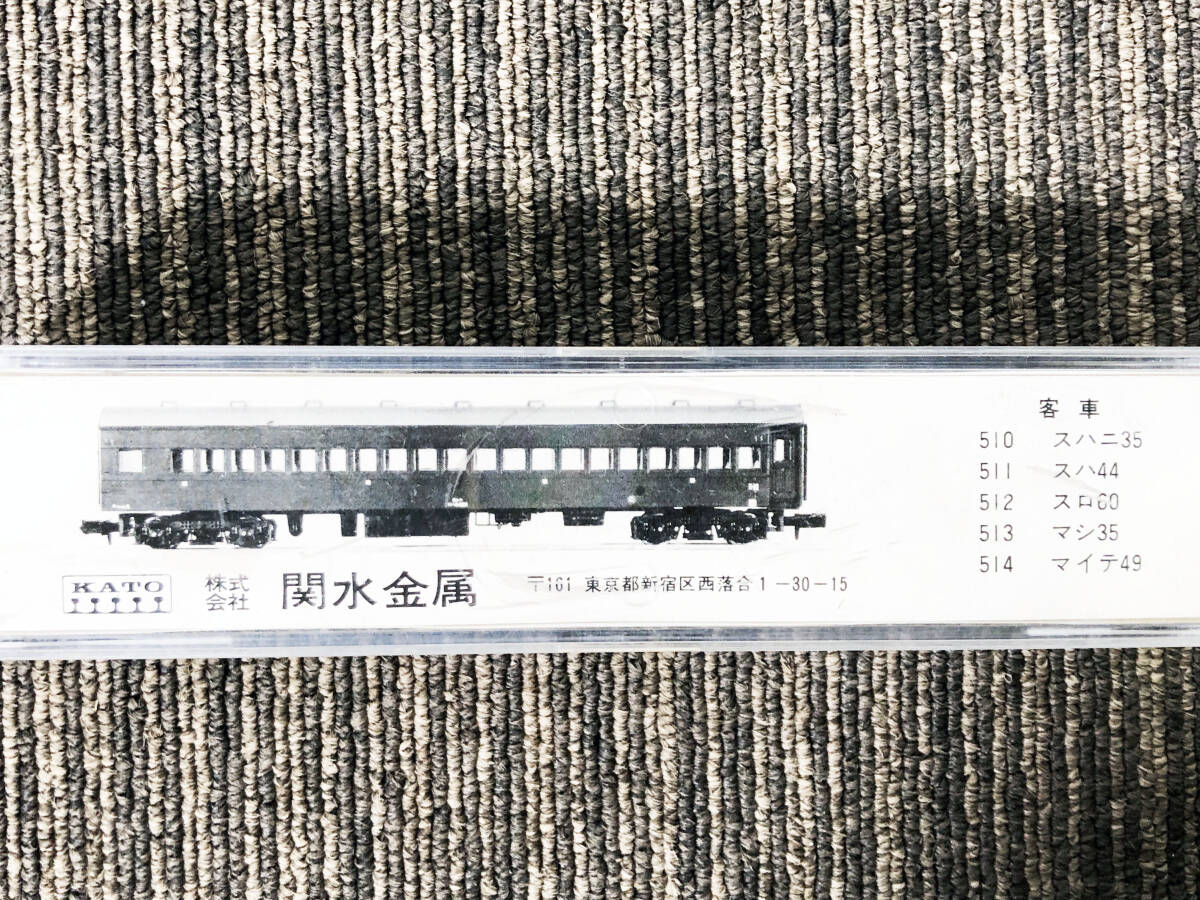 客車
510 スハニ35
511 スハ44
512 スロ60
513 マシ35
514 マイテ49
KATO 株式会社 関水金属 〒161 東京都新宿区西落合1-30-15